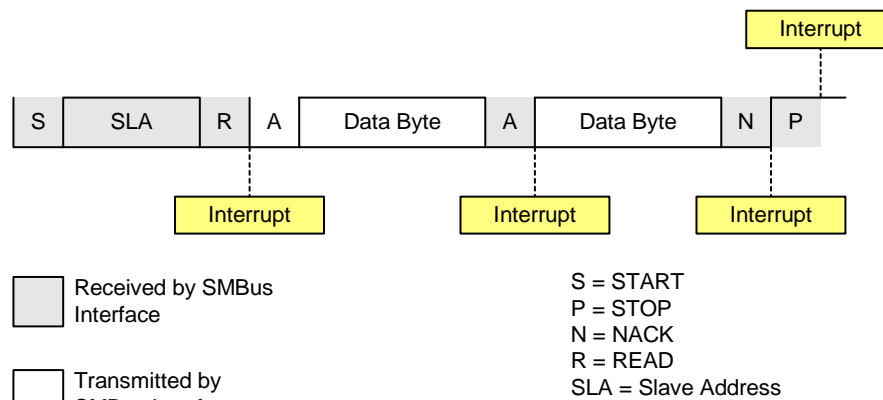 Interrupt
S SLA R A Data Byte A Data Byte N P
Interrupt Interrupt Interrupt
Received by SMBus
Interface
Transmitted by
S = START
P = STOP
N = NACK
R = READ
SLA = Slave Address